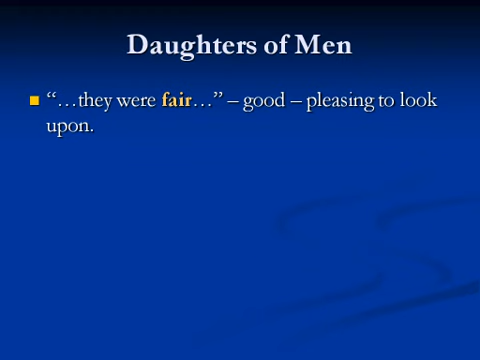 Daughters of Men
“…they were fair…” – good – pleasing to look
upon.